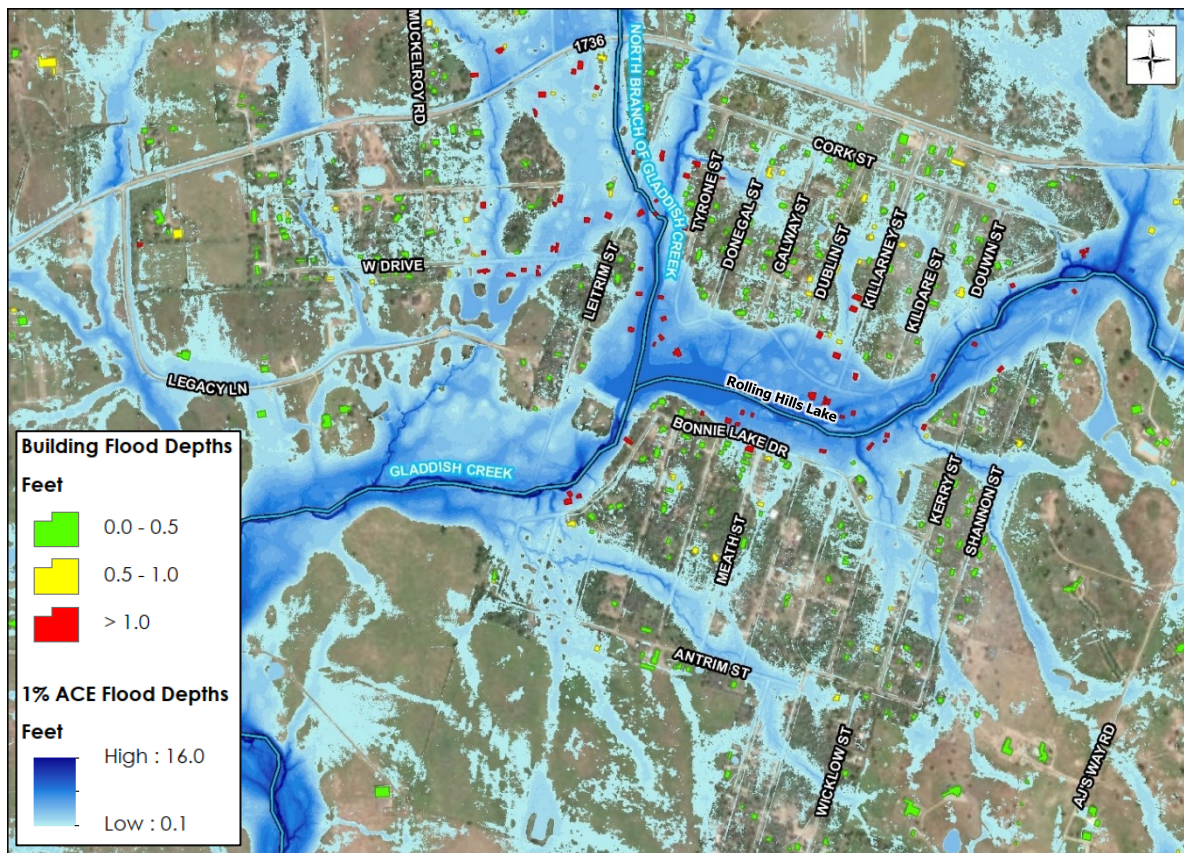 N
MUCKELROY RD
1736
NORTH BRANCH OF GLADDISH CREEK
CORK ST
TYRONE ST
DONEGAL ST
GALWAY ST
DUBLIN ST
KILLARNEY ST
KILDARE ST
DOUWN ST
W DRIVE
LEITRIM ST
LEGACY LN
Rolling Hills Lake
BONNIE LAKE DR
GLADDISH CREEK
KERRY ST
SHANNON ST
MEATH ST
ANTRIM ST
WICKLOW ST
AJ'S WAY RD
Building Flood Depths
Feet
0.0 - 0.5
0.5 - 1.0
> 1.0
1% ACE Flood Depths
Feet
High : 16.0
Low : 0.1